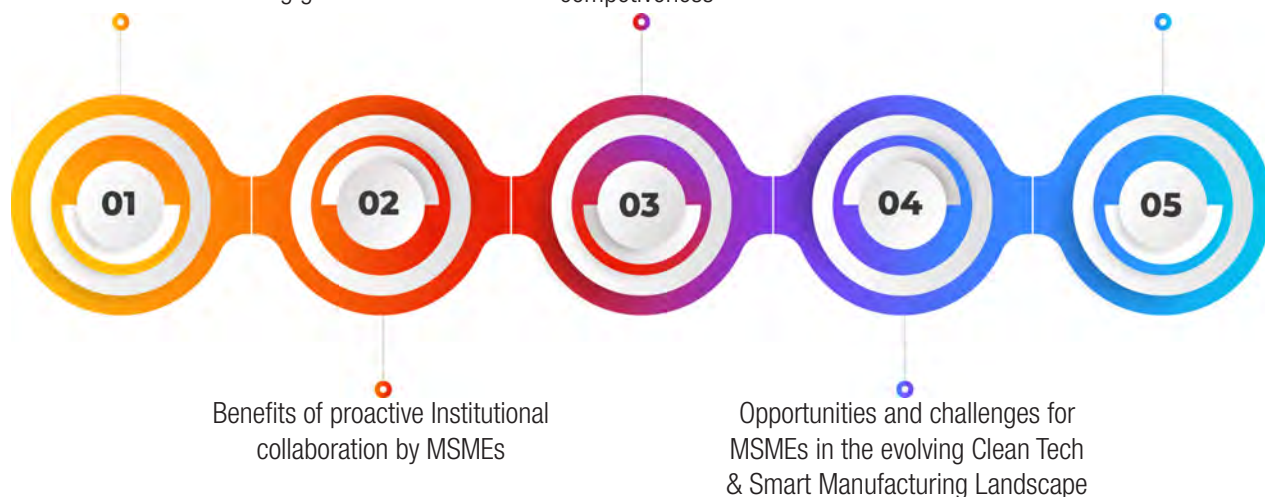 competiveness
01
02
03
04
05
Benefits of proactive Institutional
collaboration by MSMEs
Opportunities and challenges for
MSMEs in the evolving Clean Tech
& Smart Manufacturing Landscape